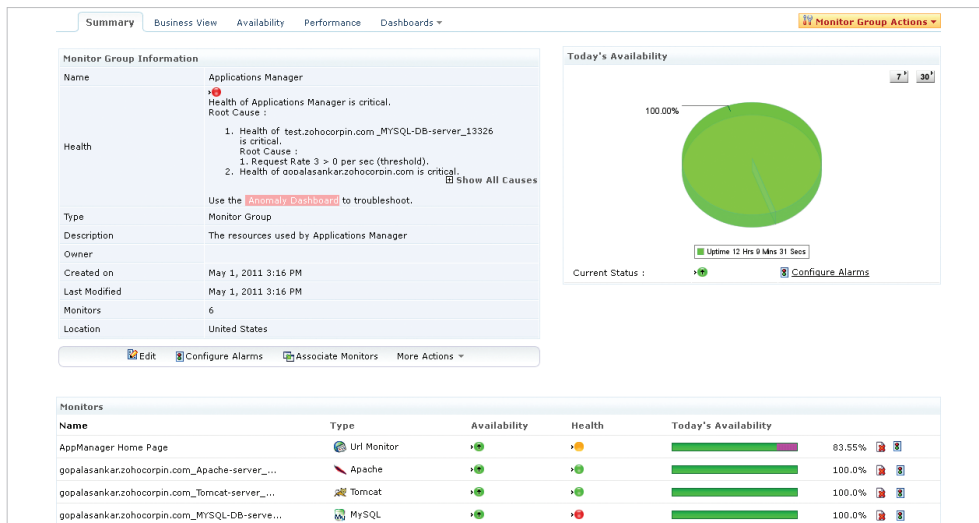 Summary Business View Availability Performance Dashboards
Monitor Group Actions
Monitor Group Information
Name Applications Manager
Health
Health of Applications Manager is critical.
Root Cause :
1. Health of test.zohocorpin.com _MYSQL-DB-server_13326
is critical.
Root Cause :
1. Request Rate 3 > 0 per sec (threshold).
2. Health of gopalasankar.zohocorpin.com is critical.
Show All Causes
Use the Anomaly Dashboard to troubleshoot.
Type Monitor Group
Description The resources used by Applications Manager
Owner
Created on May 1, 2011 3:16 PM
Last Modified May 1, 2011 3:16 PM
Monitors 6
Location United States
Edit Configure Alarms Associate Monitors More Actions
Today's Availability
7 30
100.00%
Uptime 12 Hrs 9 Mins 31 Secs
Current Status : Configure Alarms
Monitors
Name Type Availability Health Today's Availability
AppManager Home Page Url Monitor 83.55%
gopalasankar.zohocorpin.com_Apache-server_... Apache 100.0%
gopalasankar.zohocorpin.com_Tomcat-server_... Tomcat 100.0%
gopalasankar.zohocorpin.com_MYSQL-DB-serve... MySQL 100.0%